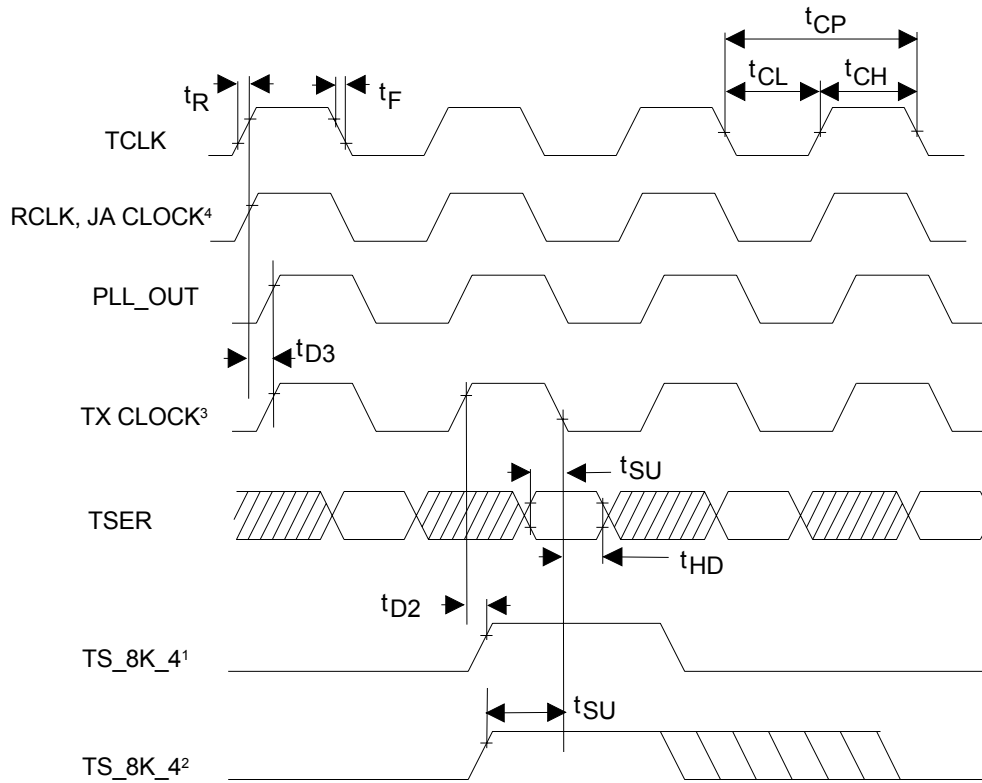 tCP
tCL
tCH
tR
tF
TCLK
RCLK, JA CLOCK⁴
PLL_OUT
tD3
TX CLOCK³
tSU
TSER
tHD
tD2
TS_8K_4¹
tSU
TS_8K_4²